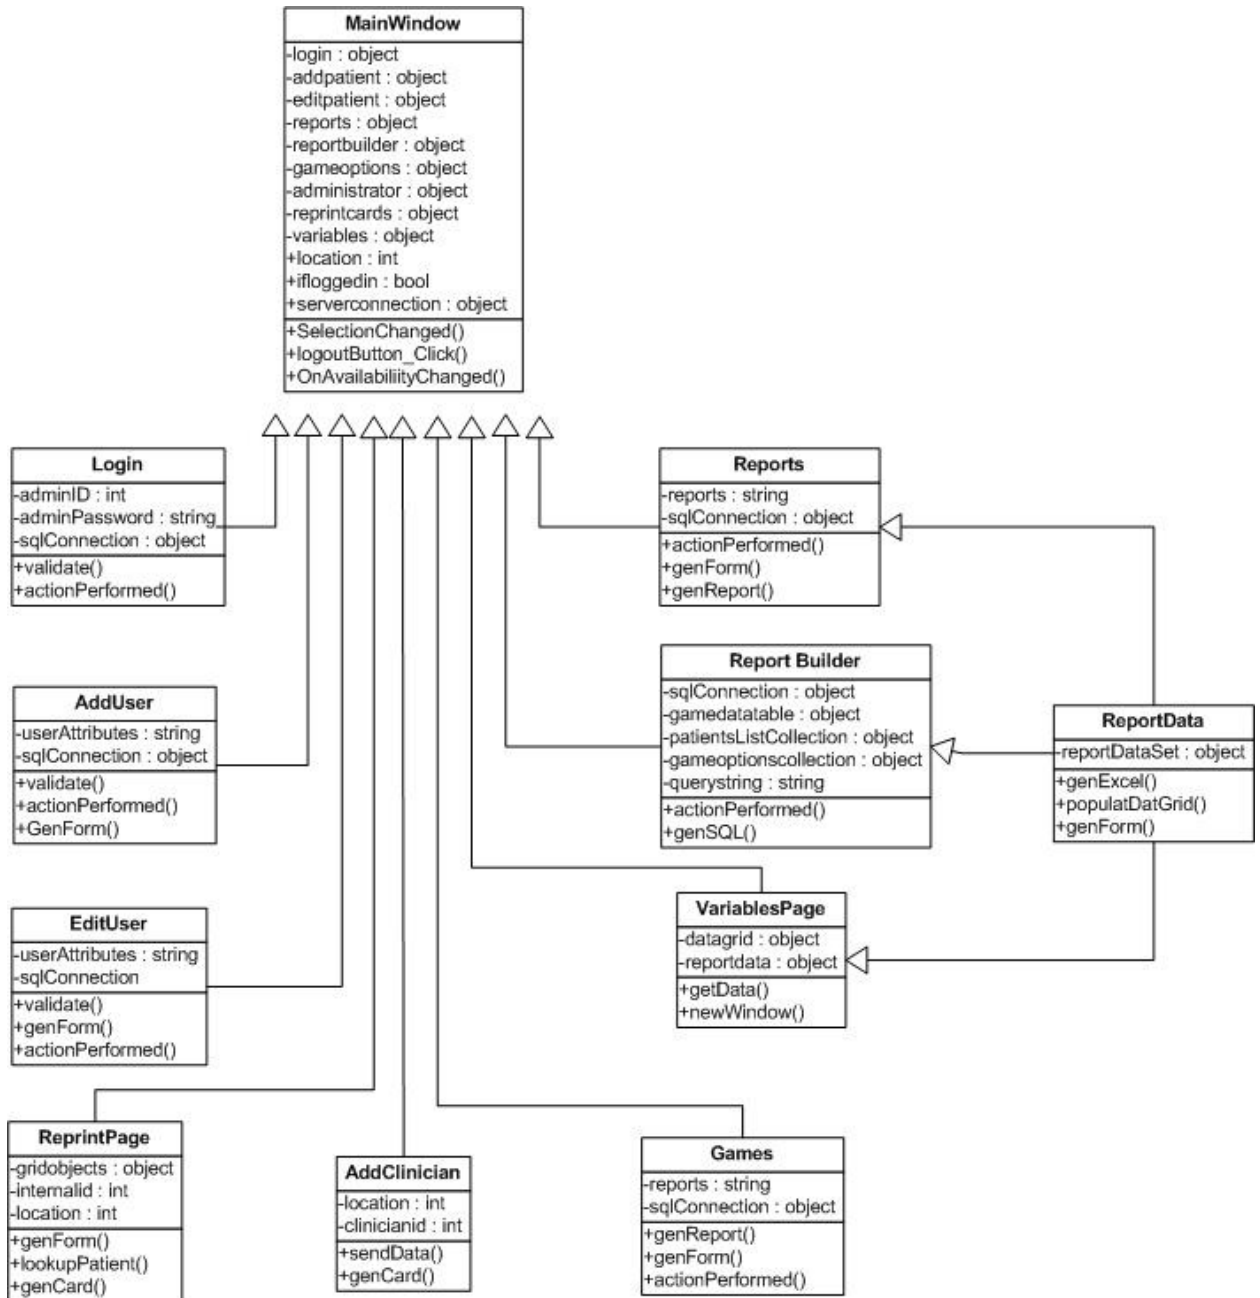 MainWindow
-login : object
-addpatient : object
-editpatient : object
-reports : object
-reportbuilder : object
-gameoptions : object
-administrator : object
-reprintcards : object
-variables : object
+location : int
+ifloggedin : bool
+serverconnection : object
+SelectionChanged()
+logoutButton_Click()
+OnAvailabiliityChanged()
Login
-adminID : int
-adminPassword : string
-sqlConnection : object
+validate()
+actionPerformed()
Reports
-reports : string
-sqlConnection : object
+actionPerformed()
+genForm()
+genReport()
AddUser
-userAttributes : string
-sqlConnection : object
+validate()
+actionPerformed()
+GenForm()
Report Builder
-sqlConnection : object
-gamedatatable : object
-patientsListCollection : object
-gameoptionscollection : object
-querystring : string
+actionPerformed()
+genSQL()
ReportData
-reportDataSet : object
+genExcel()
+populatDatGrid()
+genForm()
EditUser
-userAttributes : string
-sqlConnection
+validate()
+genForm()
+actionPerformed()
VariablesPage
-datagrid : object
-reportdata : object
+getData()
+newWindow()
ReprintPage
-gridobjects : object
-internalid : int
-location : int
+genForm()
+lookupPatient()
+genCard()
AddClinician
-location : int
-clinicianid : int
+sendData()
+genCard()
Games
-reports : string
-sqlConnection : object
+genReport()
+genForm()
+actionPerformed()